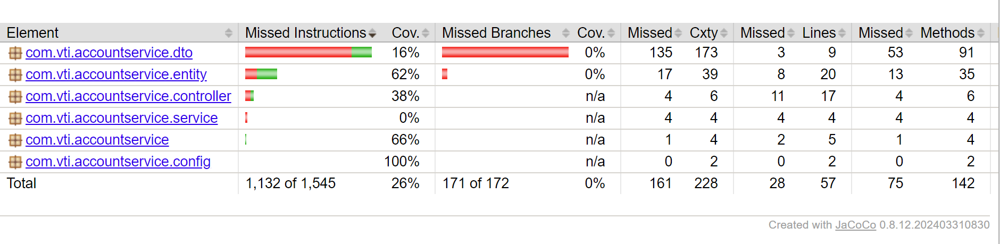 Element Missed Instructions Cov. Missed Branches Cov. Missed Cxty Missed Lines Missed Methods
com.vti.accountservice.dto 16% 0% 135 173 3 9 53 91
com.vti.accountservice.entity 62% 0% 17 39 8 20 13 35
com.vti.accountservice.controller 38% n/a 4 6 11 17 4 6
com.vti.accountservice.service 0% n/a 4 4 4 4 4 4
com.vti.accountservice 66% n/a 1 4 2 5 1 4
com.vti.accountservice.config 100% n/a 0 2 0 2 0 2
Total 1,132 of 1,545 26% 171 of 172 0% 161 228 28 57 75 142
Created with JaCoCo 0.8.12.202403310830